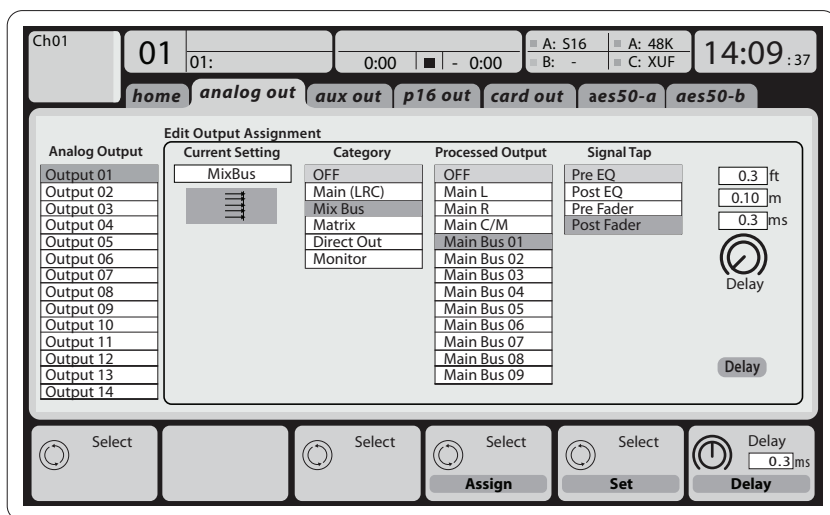 Ch01
01
01:
0:00 - 0:00
A: S16 A: 48K
B: - C: XUF
14:09 :37
home analog out aux out p16 out card out aes50-a aes50-b
Edit Output Assignment
Analog Output Current Setting Category Processed Output Signal Tap
Output 01 MixBus OFF OFF Pre EQ 0.3 ft
Output 02 Main (LRC) Main L Post EQ 0.10 m
Output 03 Mix Bus Main R Pre Fader 0.3 ms
Output 04 Matrix Main C/M Post Fader
Output 05 Direct Out Main Bus 01
Output 06 Monitor Main Bus 02
Output 07 Main Bus 03
Output 08 Main Bus 04 Delay
Output 09 Main Bus 05
Output 10 Main Bus 06
Output 11 Main Bus 07
Output 12 Main Bus 08
Output 13 Main Bus 09 Delay
Output 14
Select Select Select Select Delay
0.3 ms
Assign Set Delay